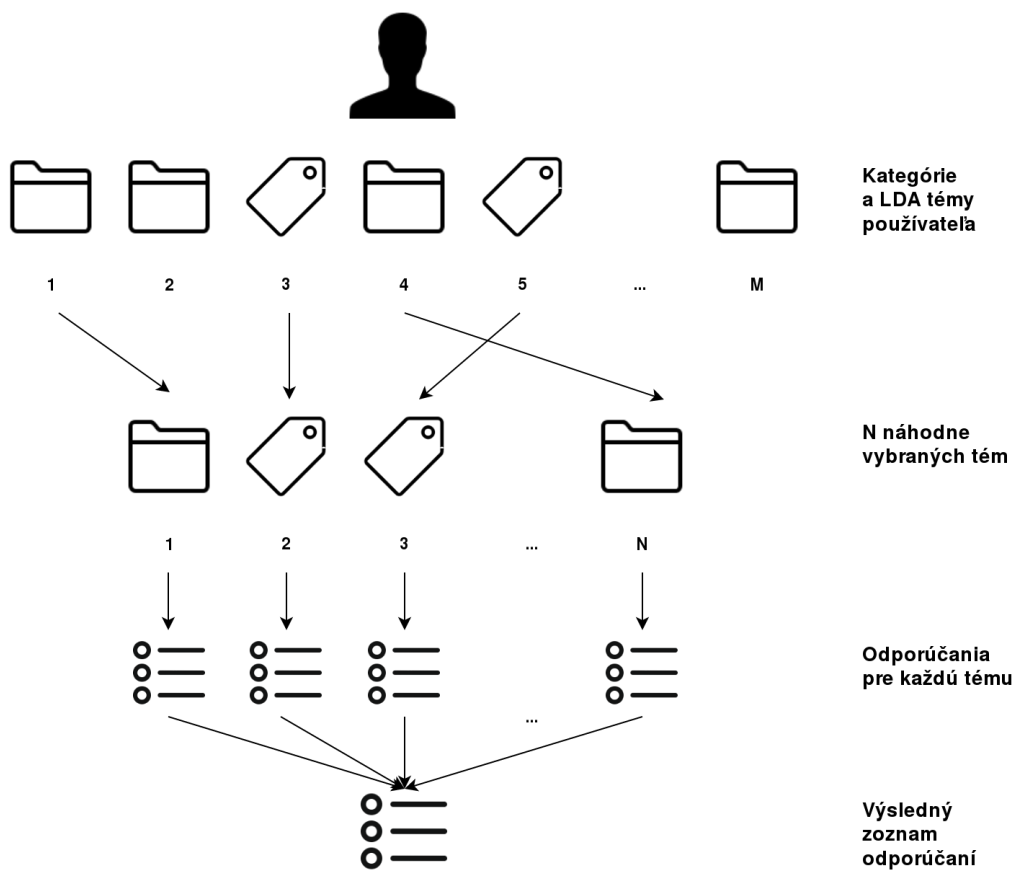 Kategórie
a LDA témy
používateľa
1 2 3 4 5 ... M
N náhodne
vybraných tém
1 2 3 ... N
Odporúčania
pre každú tému
...
Výsledný
zoznam
odporúčaní